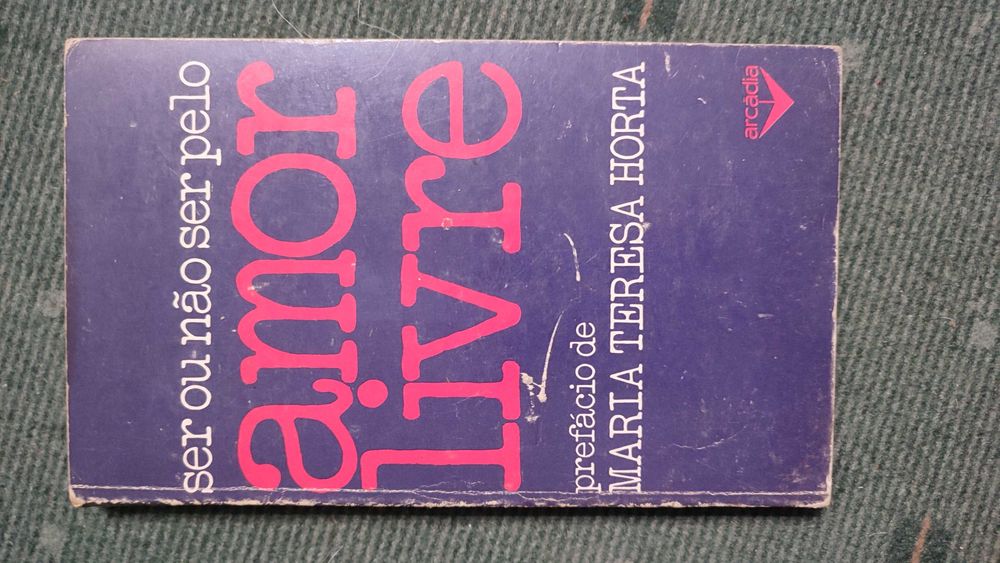 ser ou não ser pelo
amor
livre
prefácio de
MARIA TERESA HORTA
arcádia